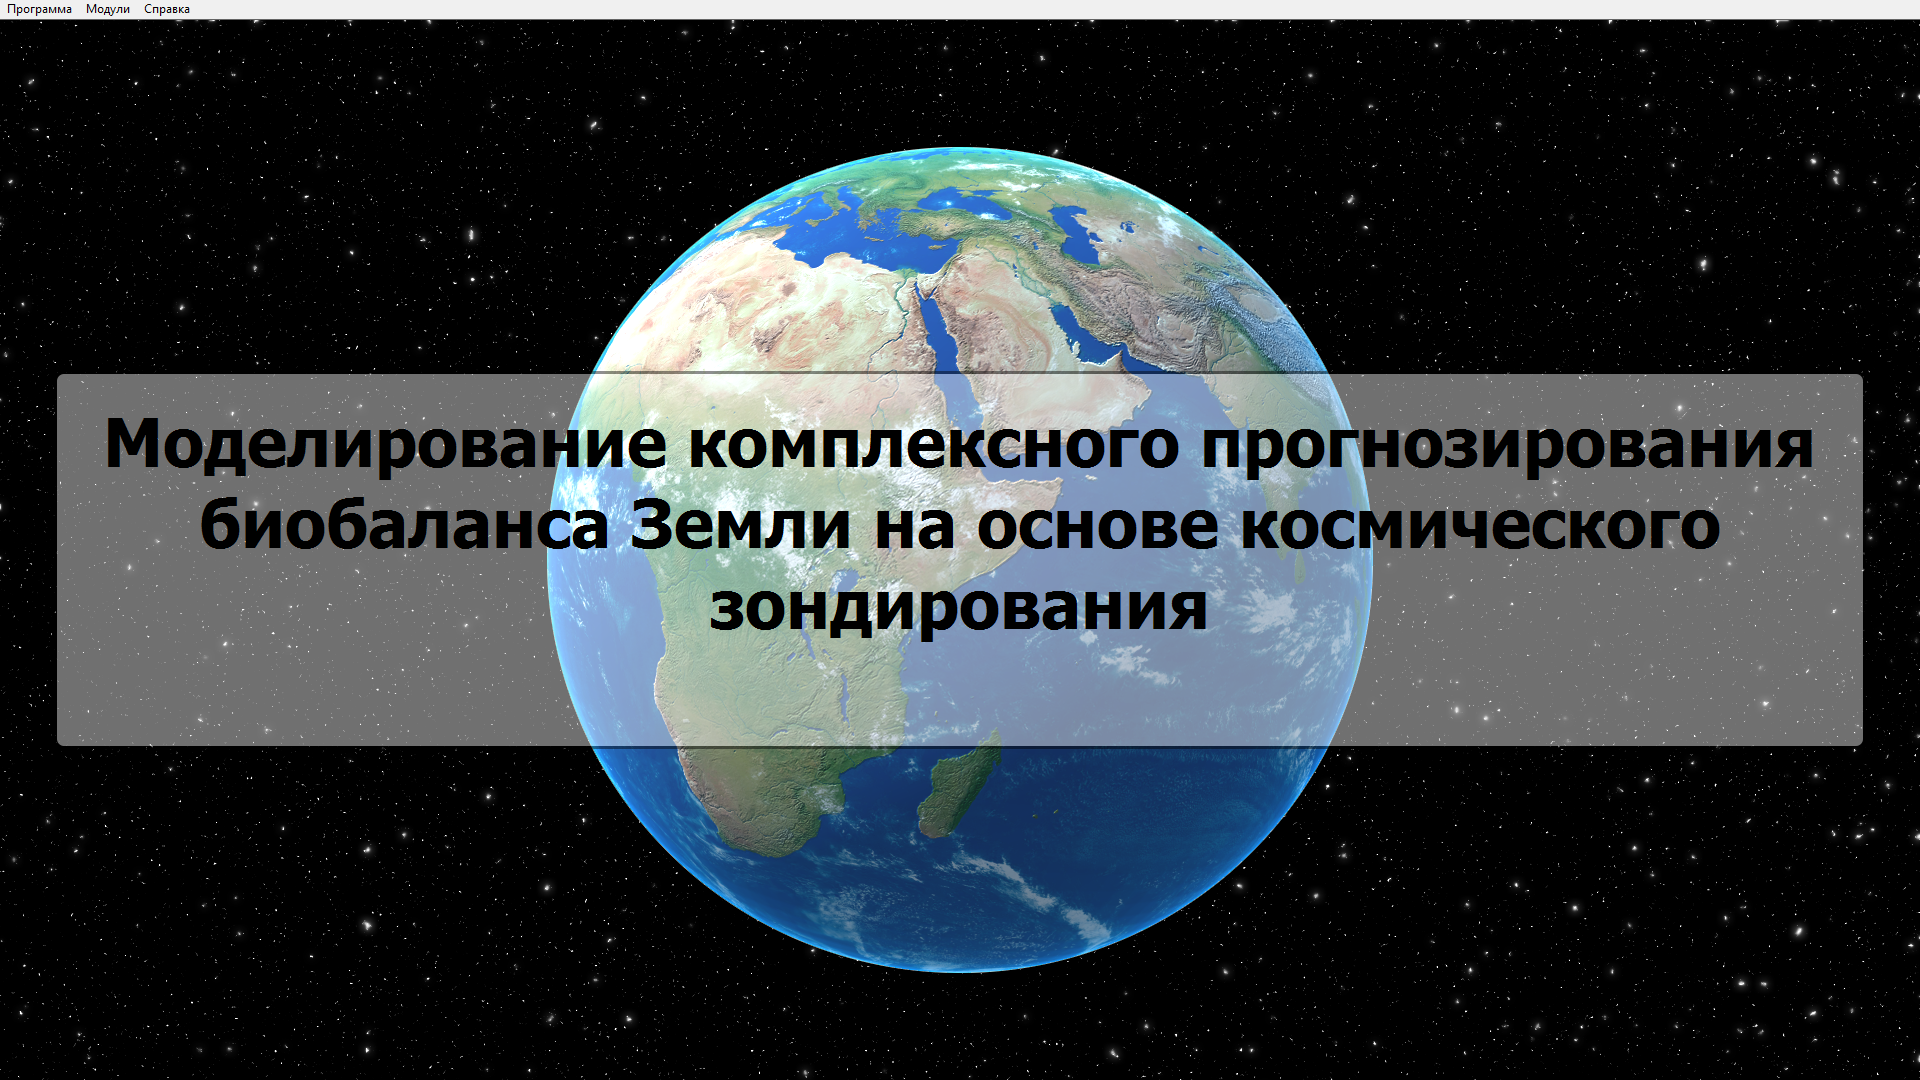 Программа Модули Справка
Моделирование комплексного прогнозирования
биобаланса Земли на основе космического
зондирования